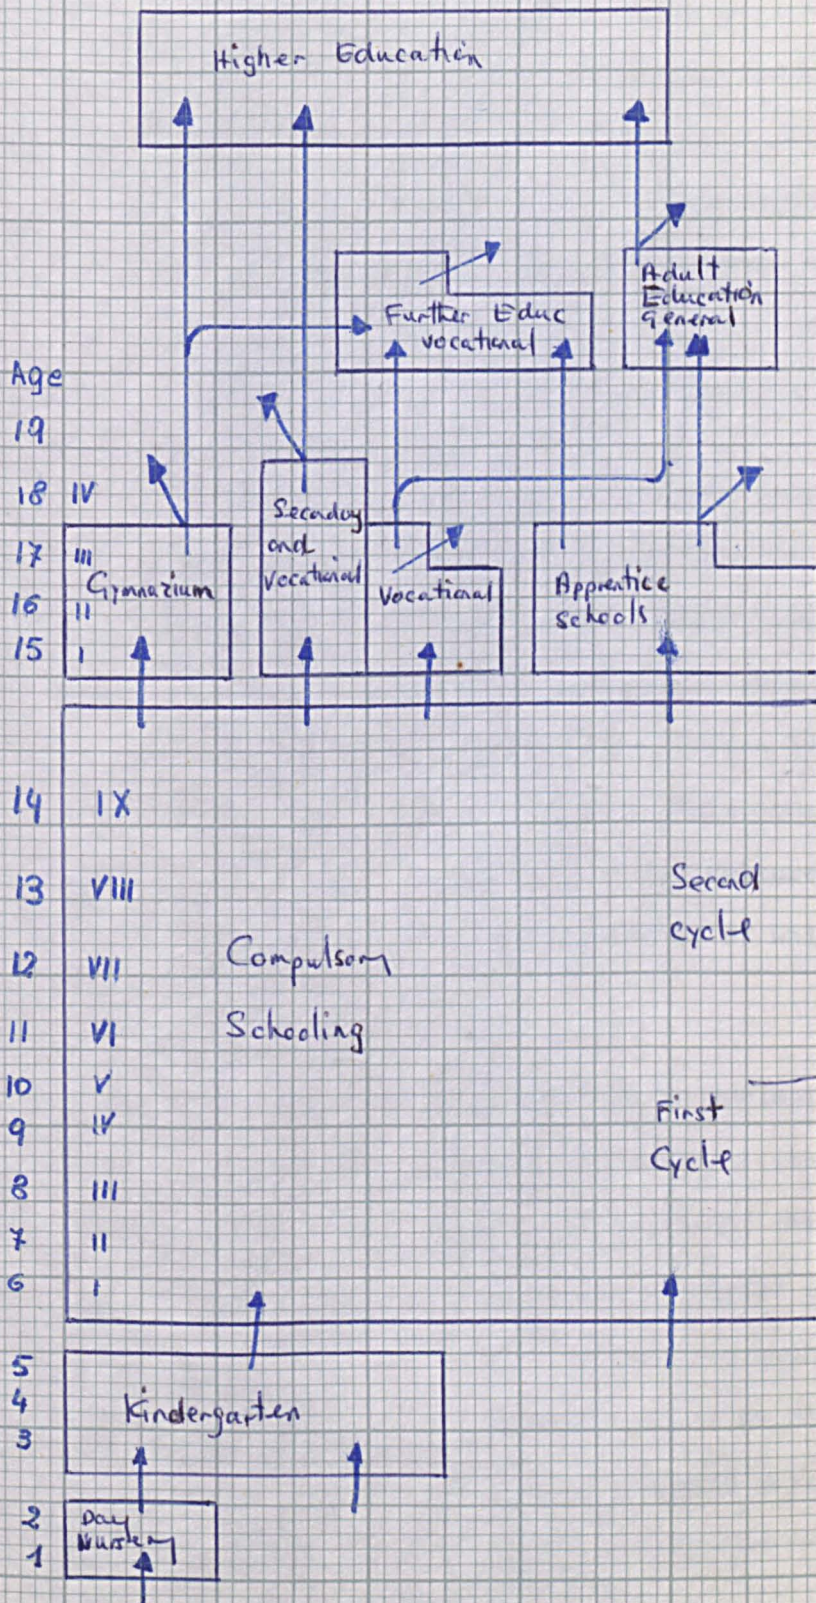 Higher Education
Adult
Education
general
Further Educ
vocational
Age
19
18 IV
Secaday
and
vocational
17 III
Gymnazium
16 II
Vocational
Apprentice
schools
15 I
14 IX
13 VIII
Second
cycle
12 VII
Compulsory
11 VI
Schooling
10 V
9 IV
First
Cycle
8 III
7 II
6 I
5
4
Kindergarten
3
2
Day
Nursery
1